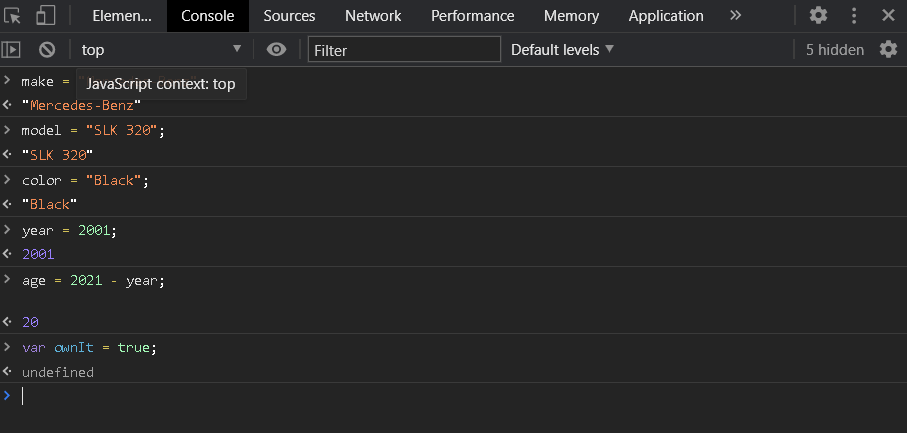 Elemen... Console Sources Network Performance Memory Application »
top ▼ Filter Default levels ▼ 5 hidden
> make =
JavaScript context: top
"Mercedes-Benz"
> model = "SLK 320";
"SLK 320"
> color = "Black";
"Black"
> year = 2001;
2001
> age = 2021 - year;
20
> var ownIt = true;
undefined
>